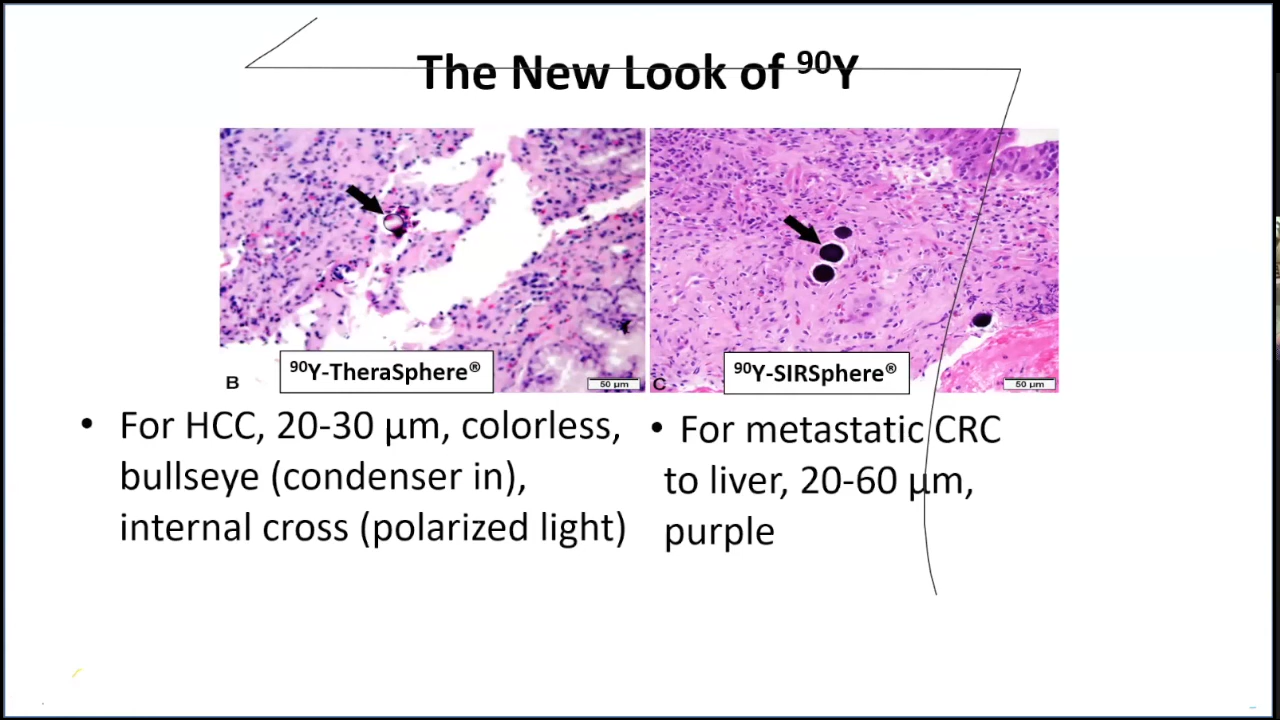 The New Look of ⁹⁰Y
B
⁹⁰Y-TheraSphere®
50 µm
C
⁹⁰Y-SIRSphere®
50 µm
• For HCC, 20-30 µm, colorless,
bullseye (condenser in),
internal cross (polarized light)
• For metastatic CRC
to liver, 20-60 µm,
purple